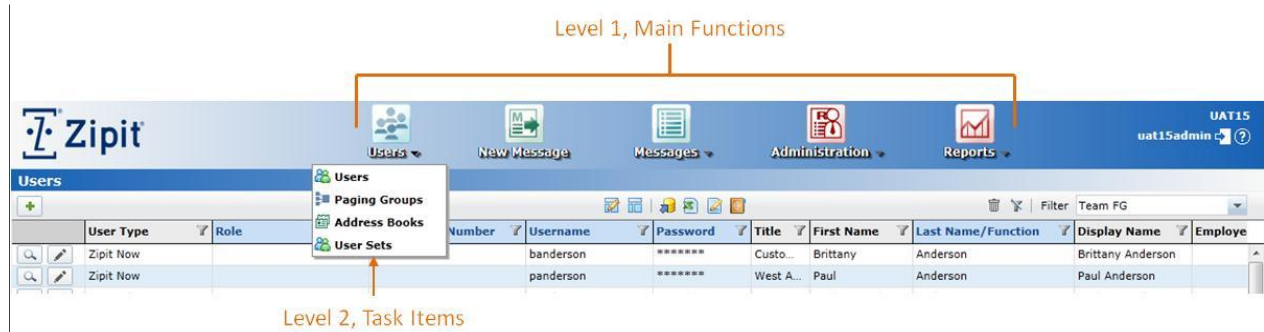 Level 1, Main Functions
Zipit
Users
New Message
Messages
Administration
Reports
UAT15
uat15admin
Users
Users
Paging Groups
Address Books
User Sets
Filter Team FG
User Type Role Number Username Password Title First Name Last Name/Function Display Name Employe
Zipit Now banderson ******* Custo... Brittany Anderson Brittany Anderson
Zipit Now panderson ******* West A... Paul Anderson Paul Anderson
Level 2, Task Items